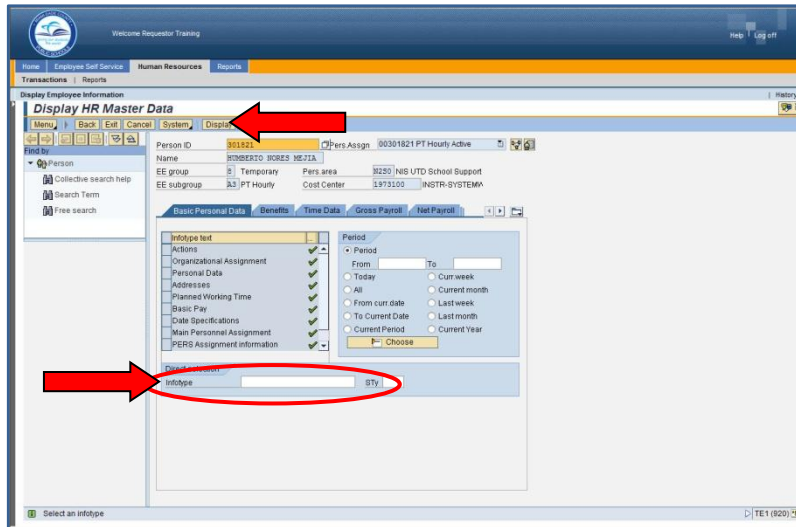 Welcome Requestor Training
Help Log off
Home Employee Self Service Human Resources Reports
Transactions | Reports
Display Employee Information
History
Display HR Master Data
Menu Back Exit Cancel System Display
Find by
Person
Collective search help
Search Term
Free search
Person ID 301821 Pers.Assgn 00301821 PT Hourly Active
Name HUMBERTO NORES MEJIA
EE group 8 Temporary Pers.area N250 NIS UTD School Support
EE subgroup A3 PT Hourly Cost Center 1973100 INSTR-SYSTEMW
Basic Personal Data Benefits Time Data Gross Payroll Net Payroll
Infotype text ..
Actions
Organizational Assignment
Personal Data
Addresses
Planned Working Time
Basic Pay
Date Specifications
Main Personnel Assignment
PERS Assignment information
Period
Period
From To
Today Curr.week
All Current month
From curr.date Last week
To Current Date Last month
Current Period Current Year
Choose
Direct selection
Infotype STy
Select an infotype
TE1 (920)